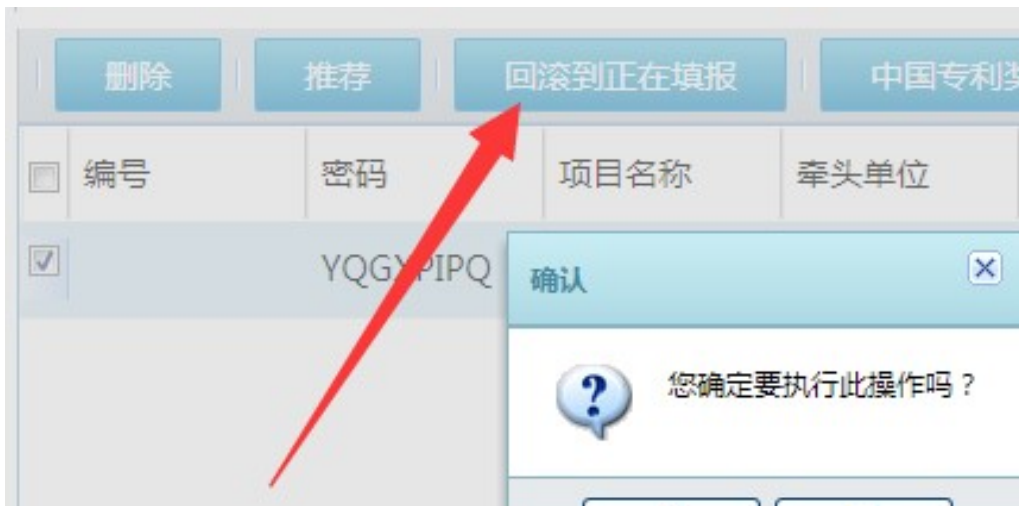 删除 推荐 回滚到正在填报 中国专利奖
编号 密码 项目名称 牵头单位
YQGYPIPQ
确认
您确定要执行此操作吗？